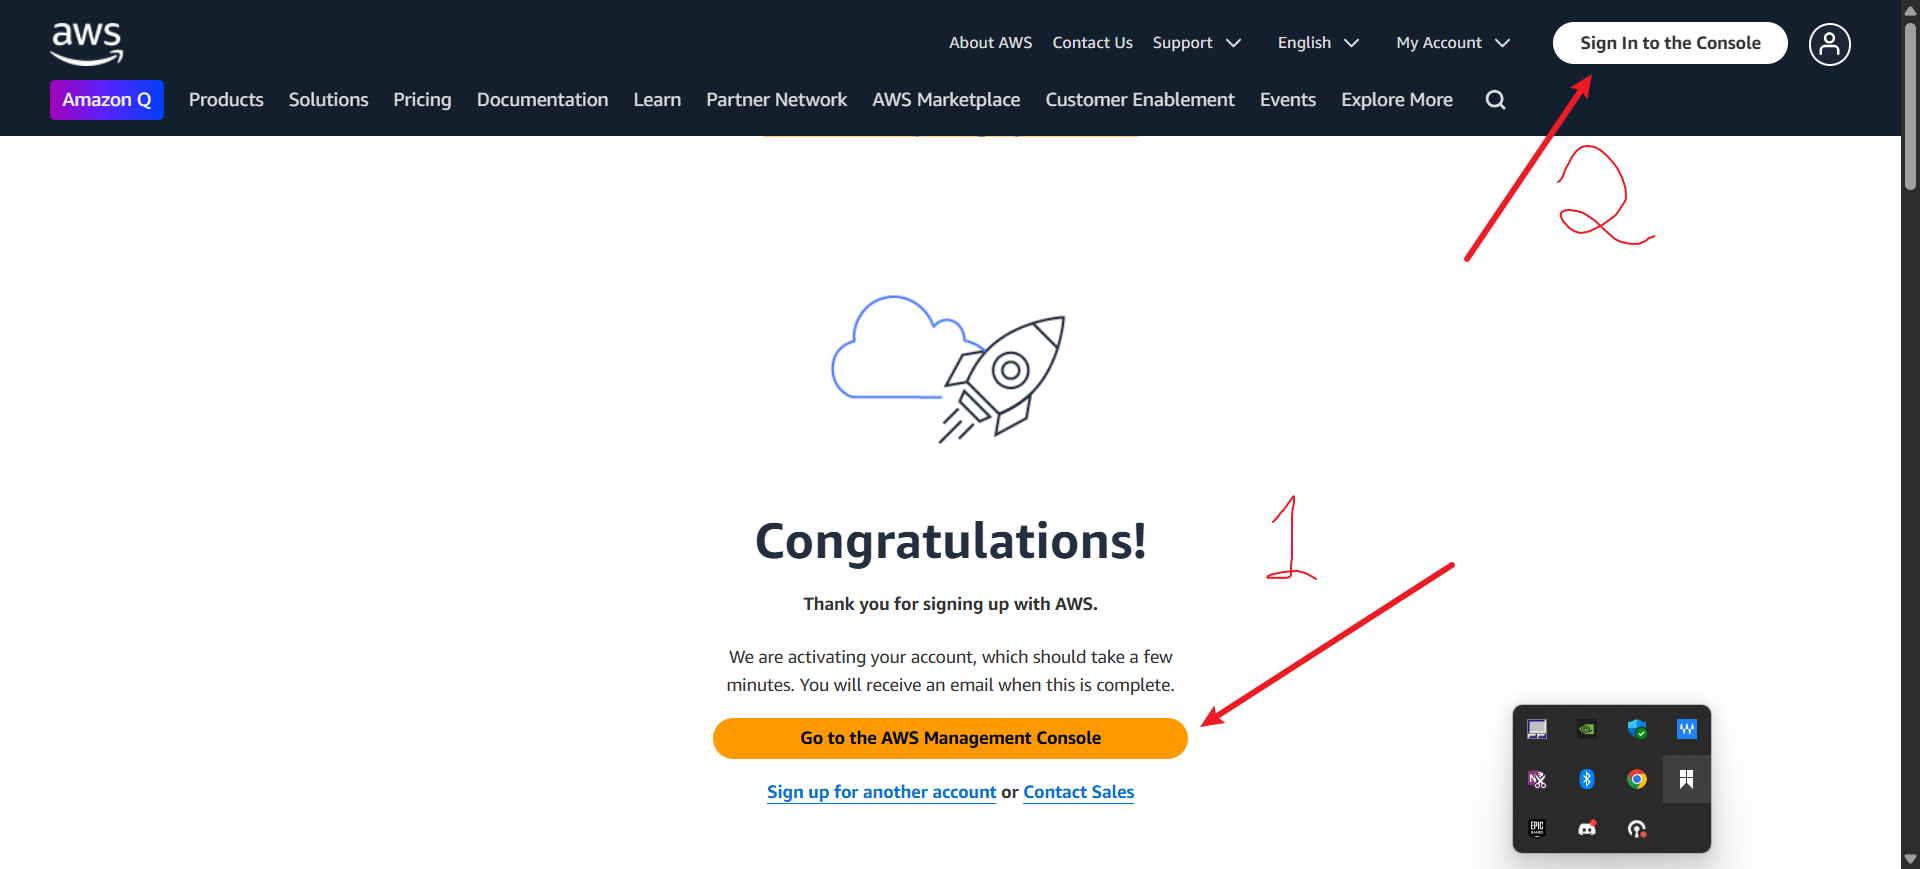 aws
About AWS Contact Us Support English My Account Sign In to the Console
Amazon Q Products Solutions Pricing Documentation Learn Partner Network AWS Marketplace Customer Enablement Events Explore More
2
1
Congratulations!
Thank you for signing up with AWS.
We are activating your account, which should take a few
minutes. You will receive an email when this is complete.
Go to the AWS Management Console
Sign up for another account or Contact Sales
N
EPIC
GAMES